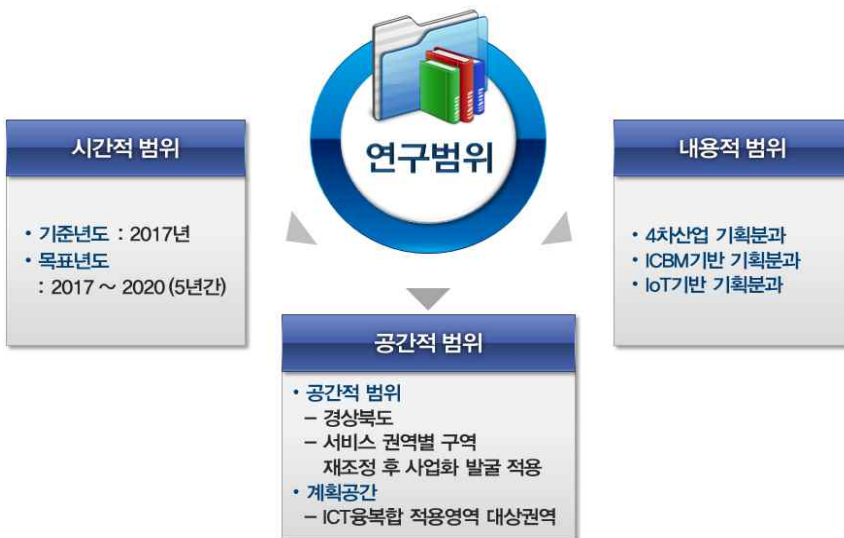 연구범위
시간적 범위
• 기준년도 : 2017년
• 목표년도
: 2017 ~ 2020 (5년간)
내용적 범위
• 4차산업 기획분과
• ICBM기반 기획분과
• IoT기반 기획분과
공간적 범위
• 공간적 범위
– 경상북도
– 서비스 권역별 구역
재조정 후 사업화 발굴 적용
• 계획공간
– ICT융복합 적용영역 대상권역